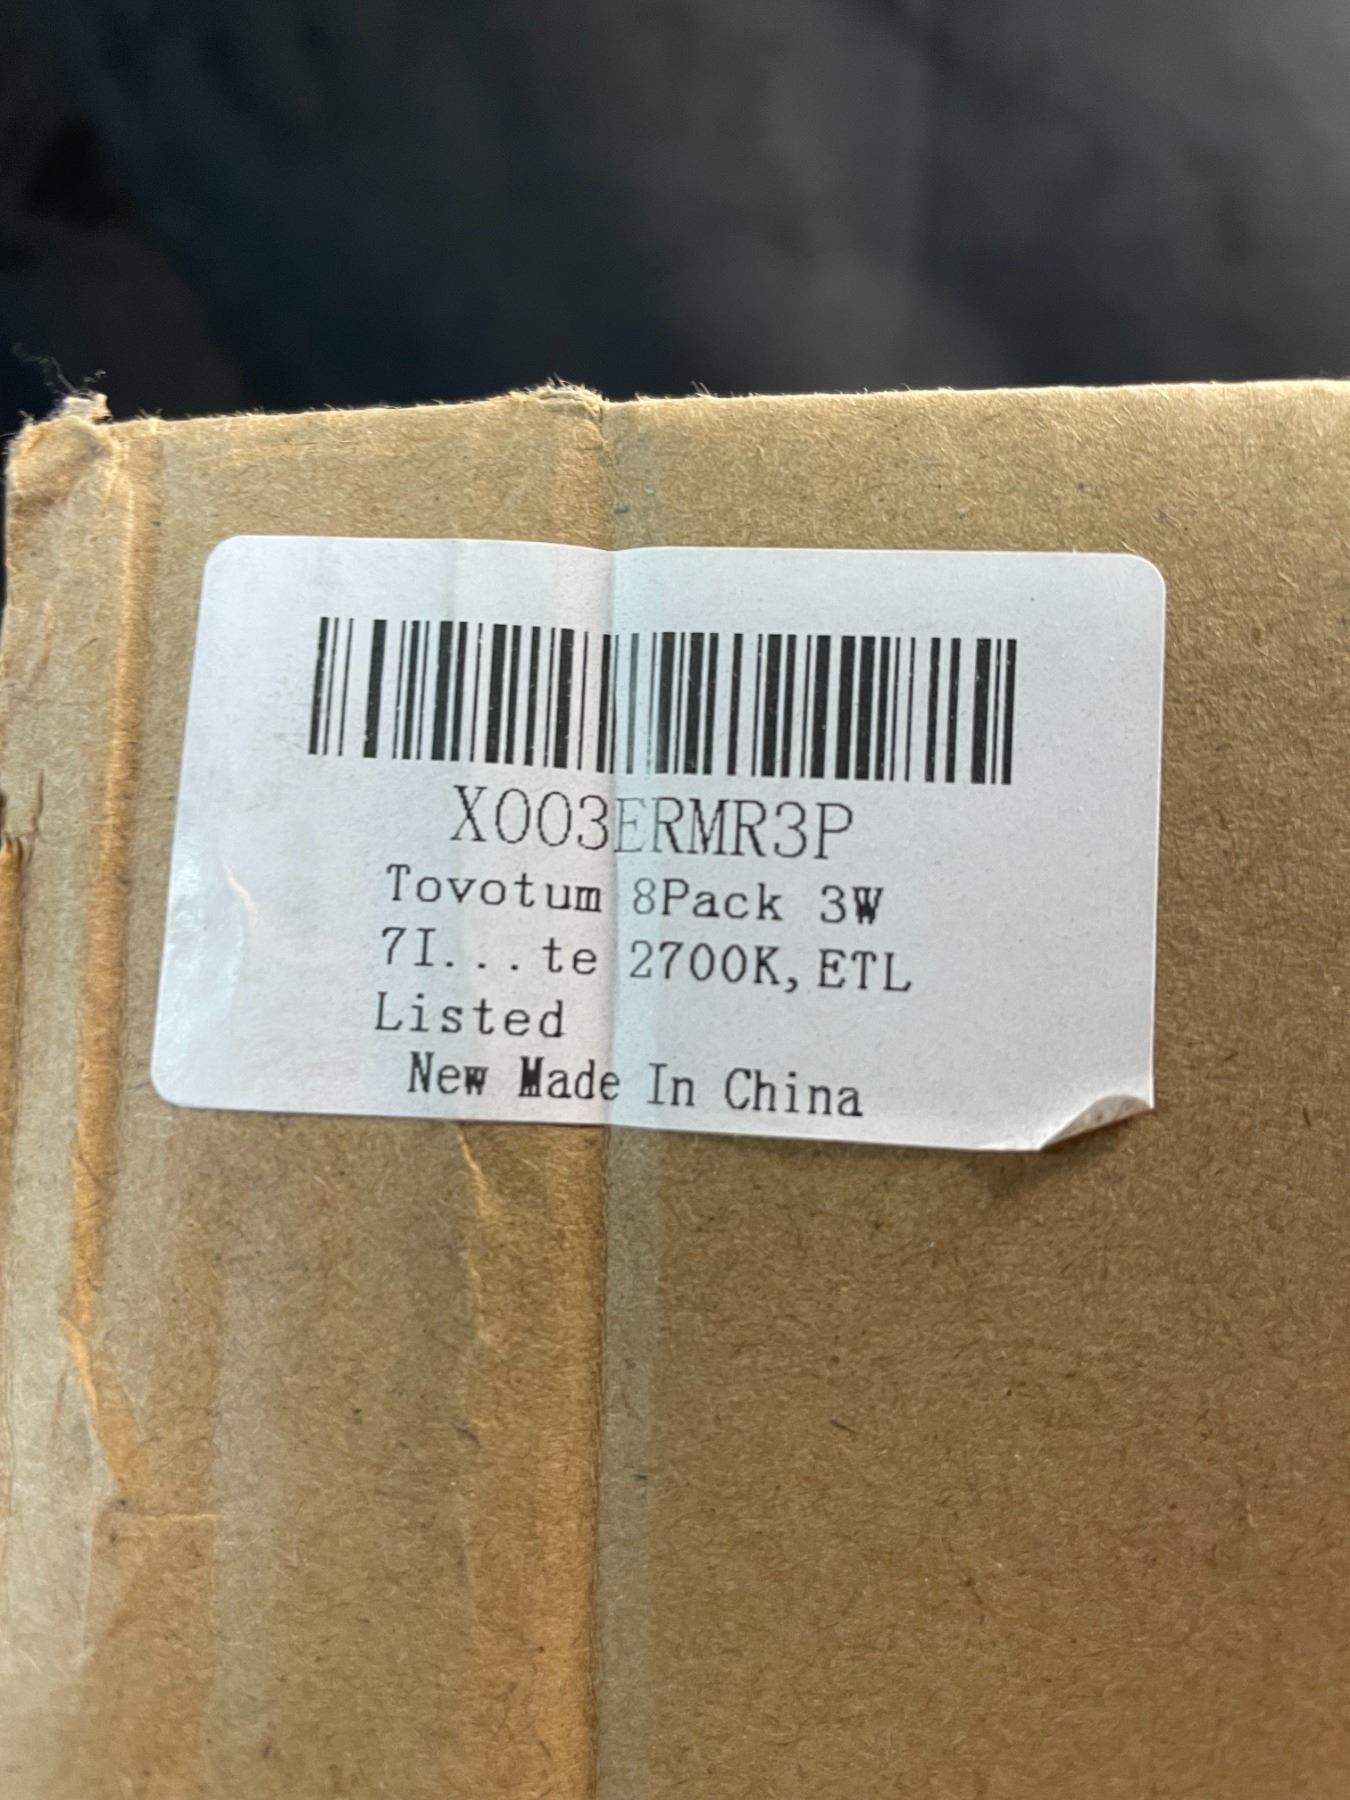 X003ERMR3P
Tovotum 8Pack 3W
7I...te 2700K,ETL
Listed
New Made In China